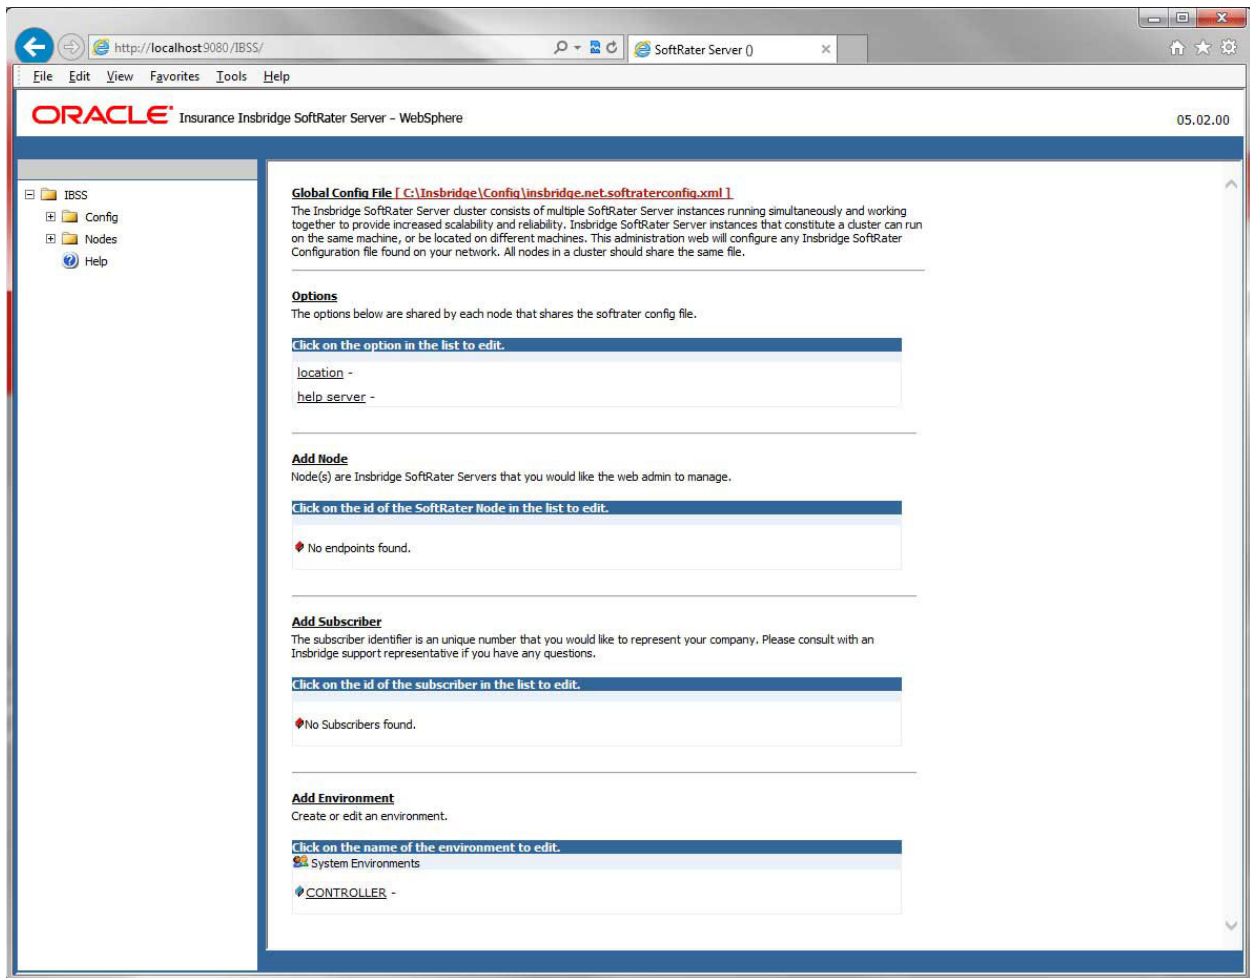 http://localhost:9080/IBSS/
SoftRater Server ()
File Edit View Favorites Tools Help
ORACLE Insurance Insbridge SoftRater Server – WebSphere
05.02.00
IBSS
Config
Nodes
Help
Global Config File [ C:\Insbridge\Config\insbridge.net.softraterconfig.xml ]
The Insbridge SoftRater Server cluster consists of multiple SoftRater Server instances running simultaneously and working
together to provide increased scalability and reliability. Insbridge SoftRater Server instances that constitute a cluster can run
on the same machine, or be located on different machines. This administration web will configure any Insbridge SoftRater
Configuration file found on your network. All nodes in a cluster should share the same file.
Options
The options below are shared by each node that shares the softrater config file.
Click on the option in the list to edit.
location -
help server -
Add Node
Node(s) are Insbridge SoftRater Servers that you would like the web admin to manage.
Click on the id of the SoftRater Node in the list to edit.
No endpoints found.
Add Subscriber
The subscriber identifier is an unique number that you would like to represent your company. Please consult with an
Insbridge support representative if you have any questions.
Click on the id of the subscriber in the list to edit.
No Subscribers found.
Add Environment
Create or edit an environment.
Click on the name of the environment to edit.
System Environments
CONTROLLER -